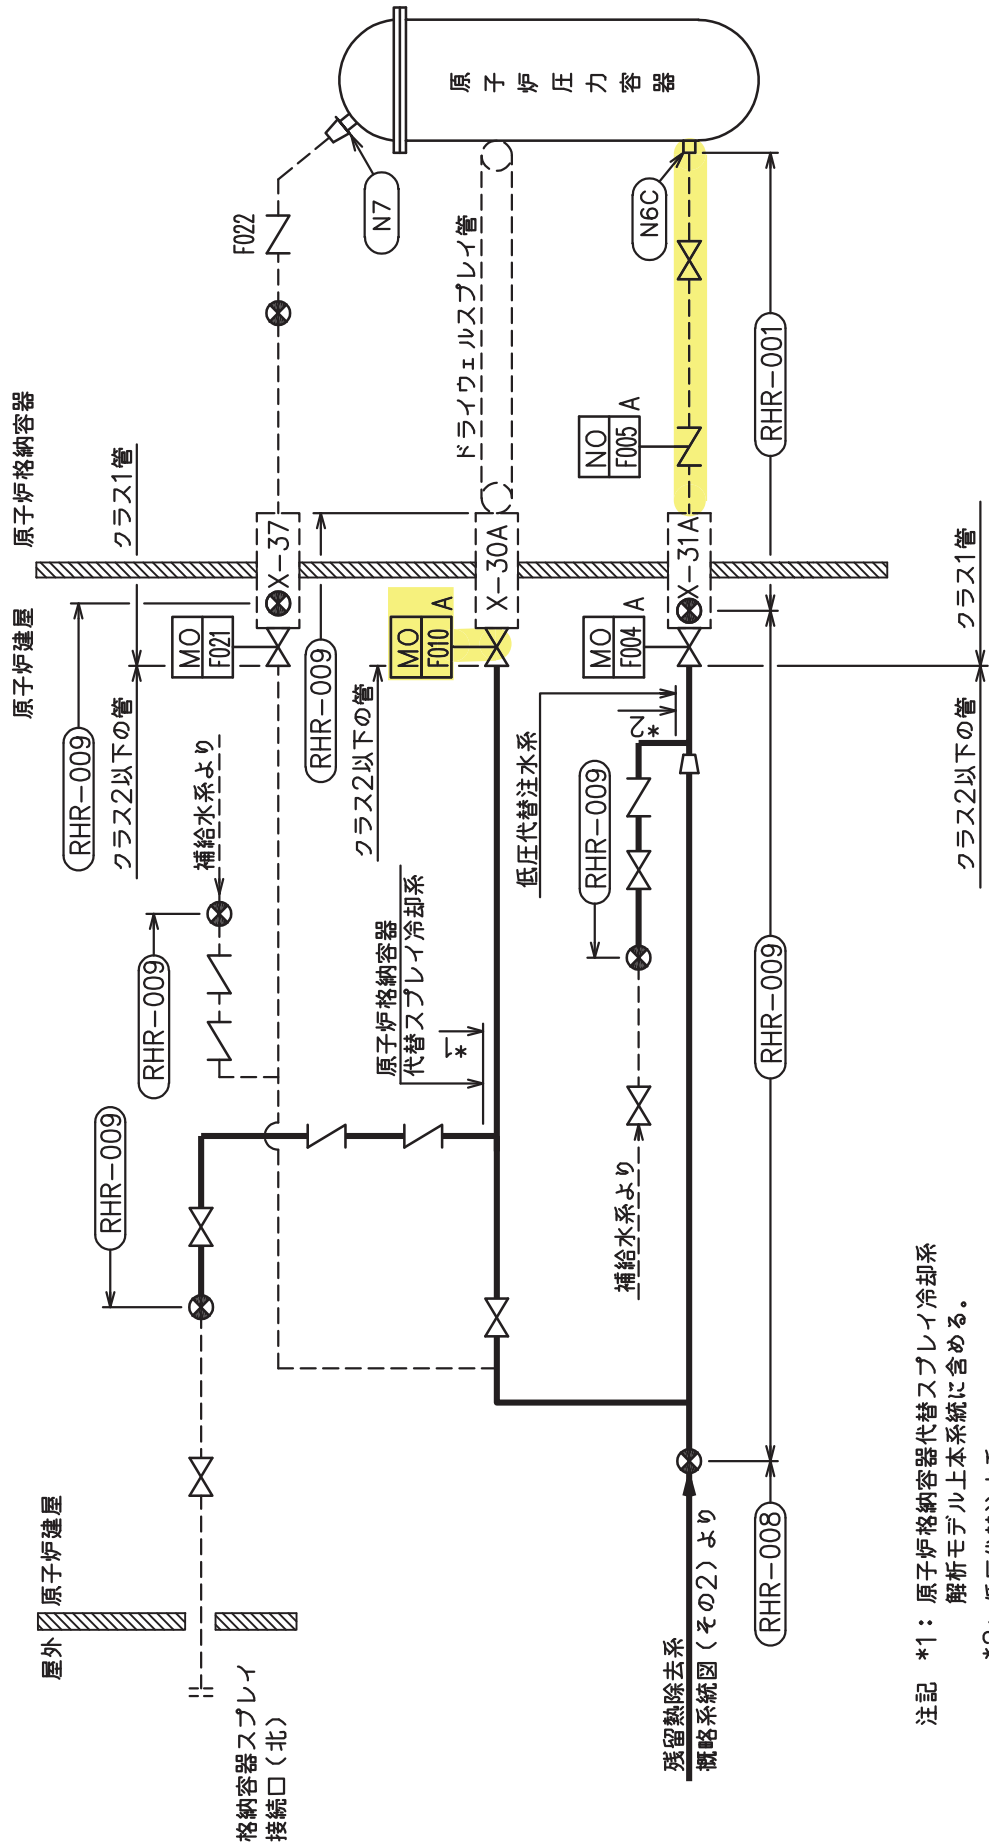 原子炉圧力容器
N7
F022
ドライウェルスプレイ管
N6C
RHR-001
NO
F005
A
原子炉格納容器
原子炉建屋
クラス1管
クラス2以下の管
RHR-009
X-37
MO
F021
RHR-009
X-30A
MO
F010
A
クラス2以下の管
X-31A
MO
F004
A
クラス1管
クラス2以下の管
補給水系より
RHR-009
RHR-009
原子炉格納容器
代替スプレイ冷却系
*1
低圧代替注水系
*2
RHR-009
補給水系より
RHR-009
RHR-008
屋外
原子炉建屋
格納容器スプレイ
接続口（北）
残留熱除去系
概略系統図（その2）より
注記 *1：原子炉格納容器代替スプレイ冷却系
解析モデル上本系統に含める。